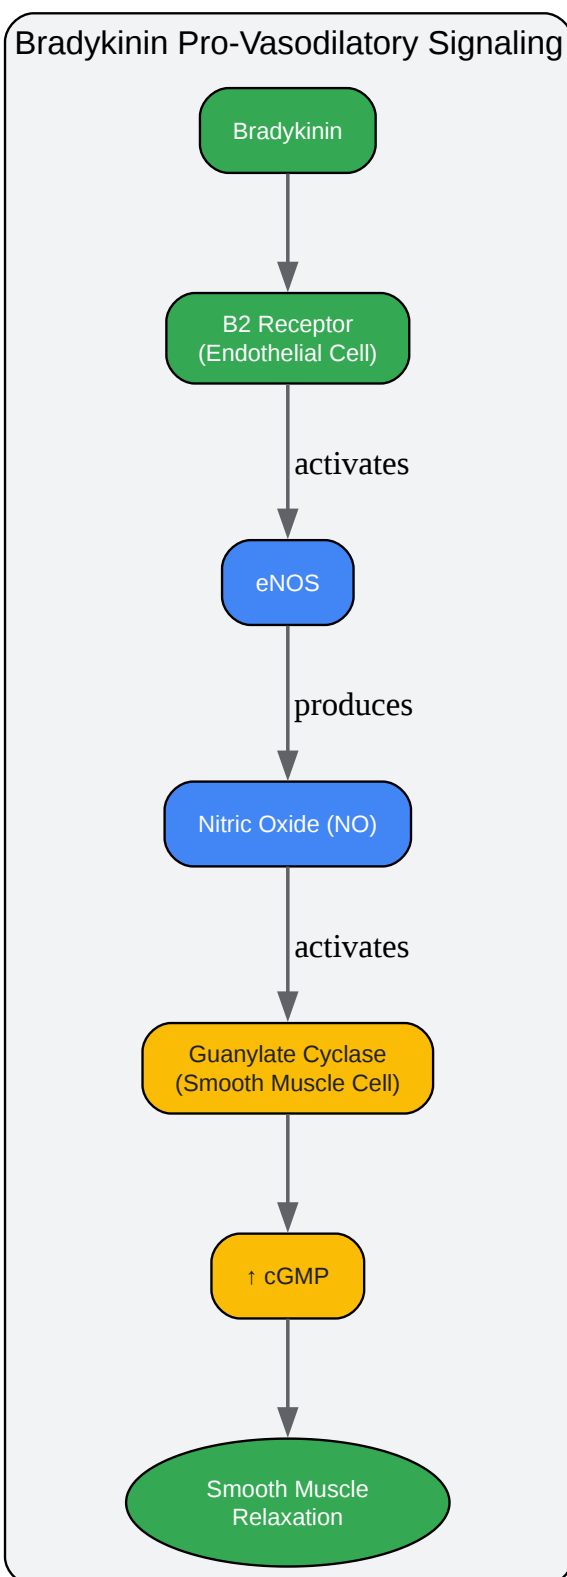 Bradykinin Pro-Vasodilatory Signaling
Bradykinin
B2 Receptor
(Endothelial Cell)
activates
eNOS
produces
Nitric Oxide (NO)
activates
Guanylate Cyclase
(Smooth Muscle Cell)
↑ cGMP
Smooth Muscle
Relaxation